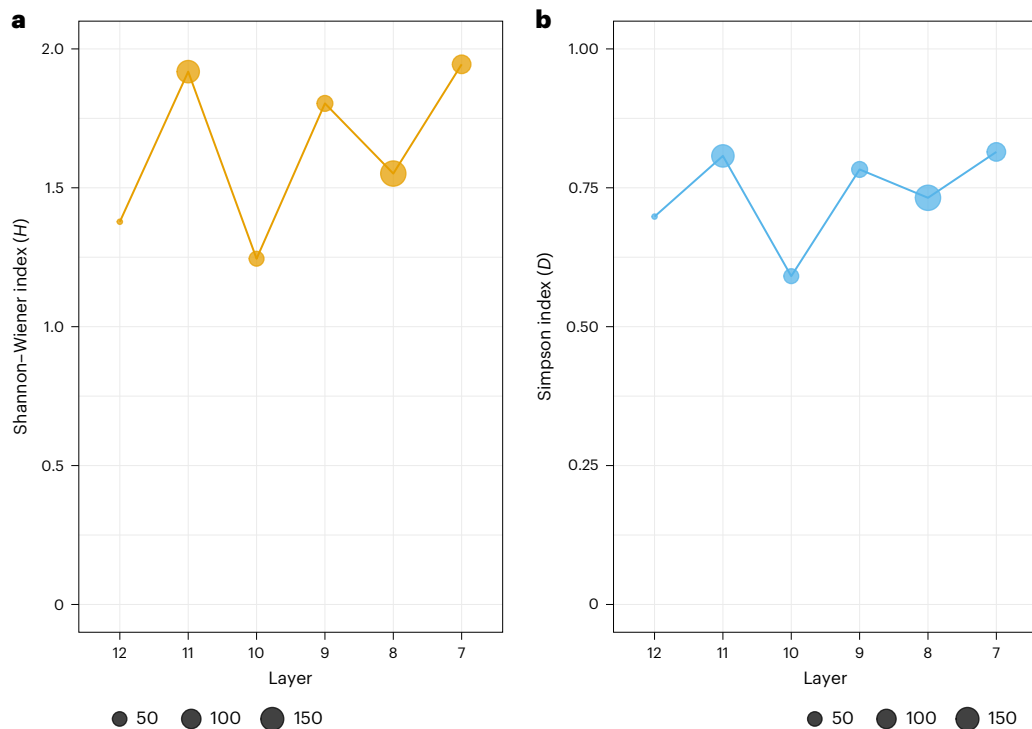 a
2.0
1.5
1.0
0.5
0
Shannon–Wiener index (H)
12 11 10 9 8 7
Layer
50 100 150
b
1.00
0.75
0.50
0.25
0
Simpson index (D)
12 11 10 9 8 7
Layer
50 100 150